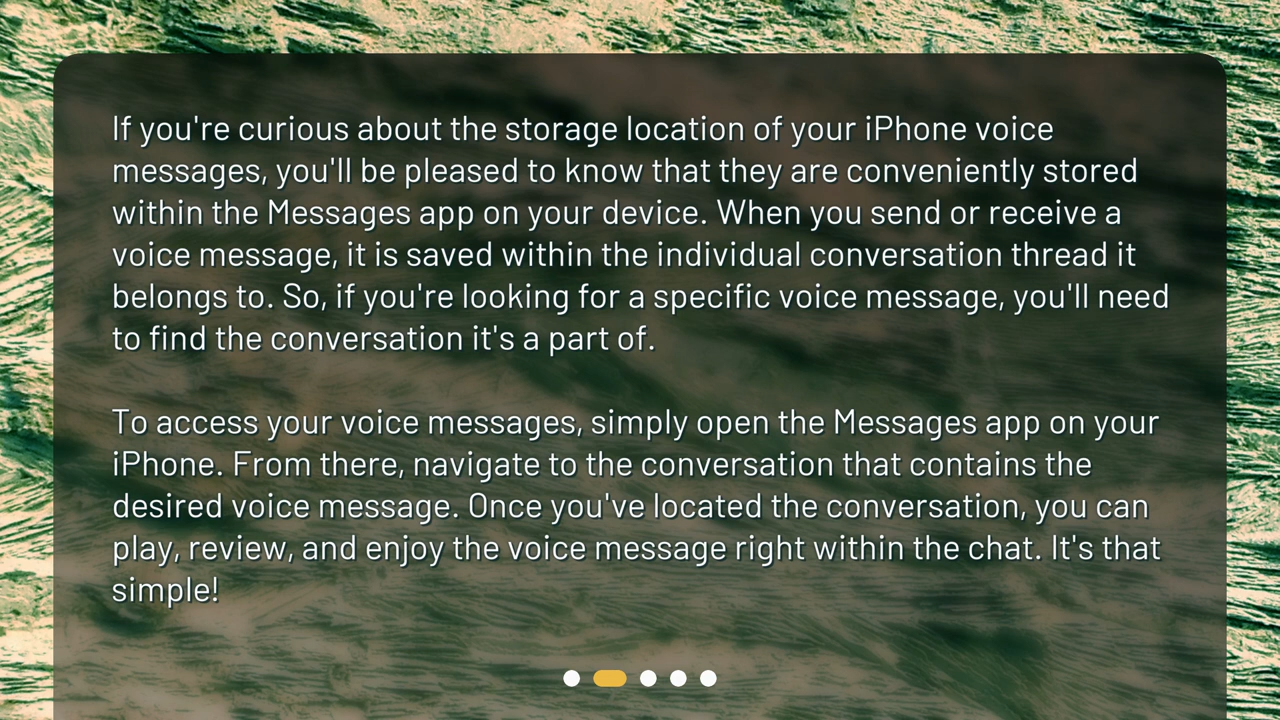 If you're curious about the storage location of your iPhone voice
messages, you'll be pleased to know that they are conveniently stored
within the Messages app on your device. When you send or receive a
voice message, it is saved within the individual conversation thread it
belongs to. So, if you're looking for a specific voice message, you'll need
to find the conversation it's a part of.
To access your voice messages, simply open the Messages app on your
iPhone. From there, navigate to the conversation that contains the
desired voice message. Once you've located the conversation, you can
play, review, and enjoy the voice message right within the chat. It's that
simple!